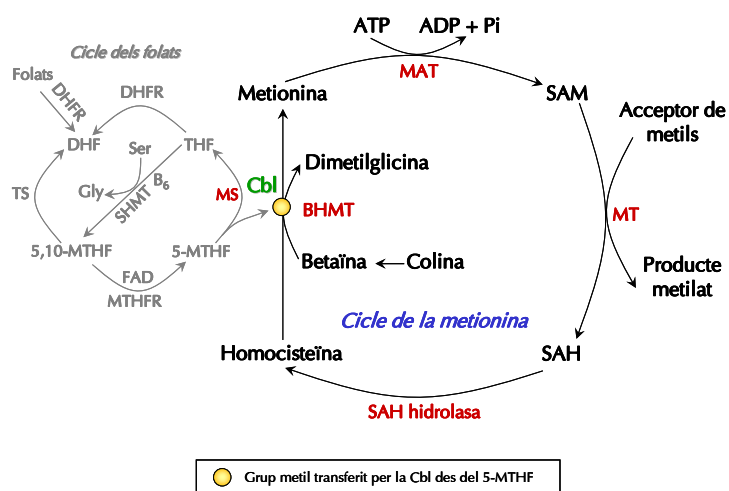 ATP
ADP + Pi
MAT
Cicle dels folats
Folats
DHFR
DHFR
DHF
THF
Ser
Gly
B6
SHMT
TS
MS
5,10-MTHF
5-MTHF
FAD
MTHFR
Metionina
SAM
Acceptor de
metils
Dimetilglicina
Cbl
BHMT
MT
Betaïna
Colina
Producte
metilat
Cicle de la metionina
Homocisteïna
SAH
SAH hidrolasa
Grup metil transferit per la Cbl des del 5-MTHF